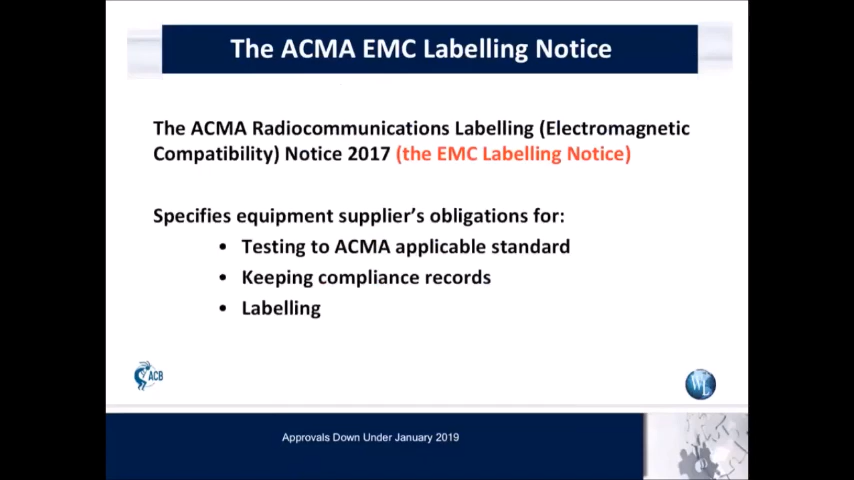 The ACMA EMC Labelling Notice
The ACMA Radiocommunications Labelling (Electromagnetic
Compatibility) Notice 2017 (the EMC Labelling Notice)
Specifies equipment supplier's obligations for:
• Testing to ACMA applicable standard
• Keeping compliance records
• Labelling
ACB
WL
Approvals Down Under January 2019